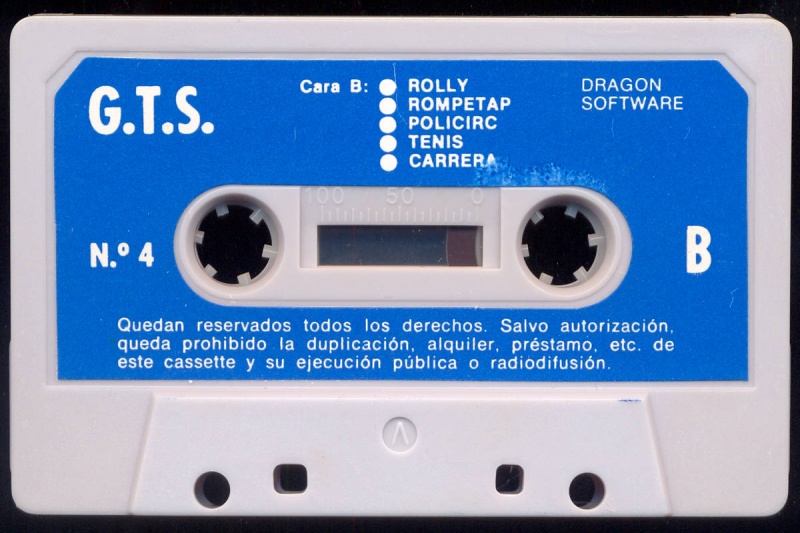 G.T.S.
Cara B:
ROLLY
ROMPETAP
POLICIRC
TENIS
CARRERA
DRAGON
SOFTWARE
100 50 0
N.º 4
B
Quedan reservados todos los derechos. Salvo autorización,
queda prohibido la duplicación, alquiler, préstamo, etc. de
este cassette y su ejecución pública o radiodifusión.